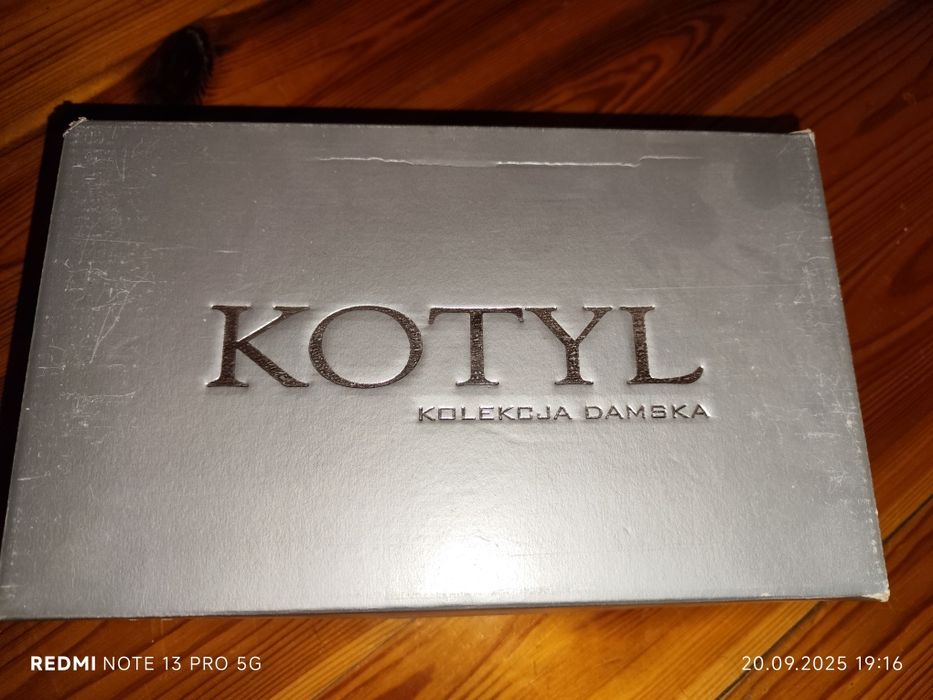 KOTYL
KOLEKCJA DAMSKA
REDMI NOTE 13 PRO 5G
20.09.2025 19:16